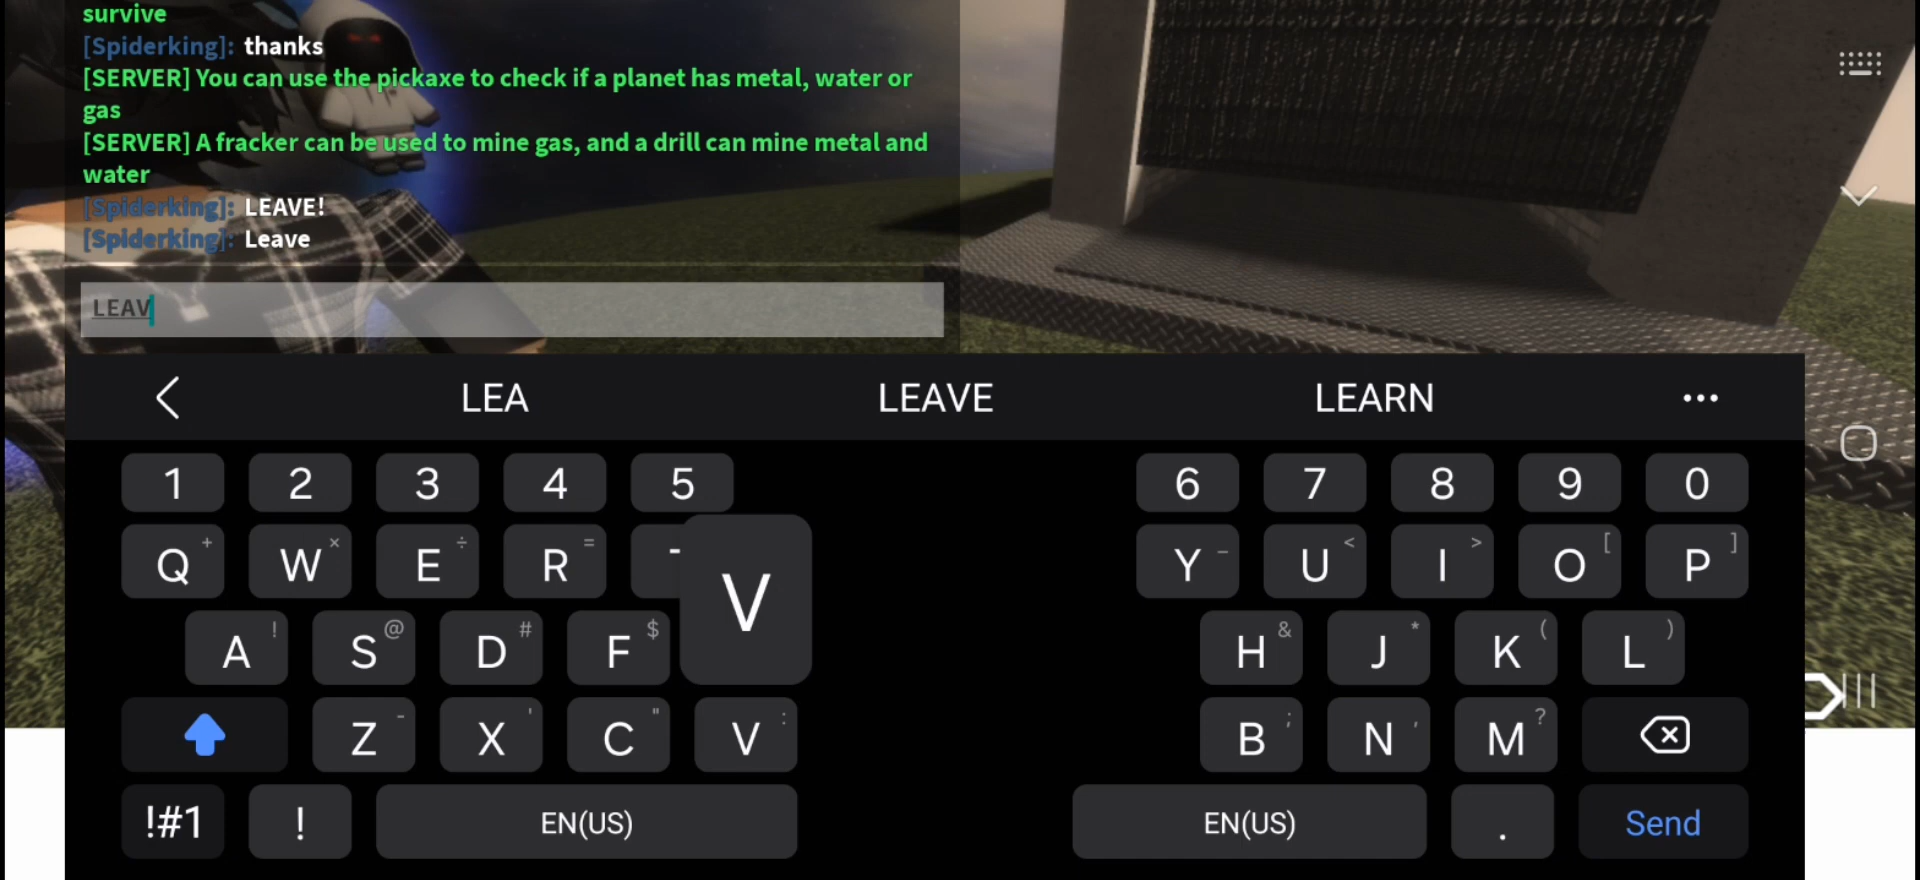 survive
[Spiderking]: thanks
[SERVER] You can use the pickaxe to check if a planet has metal, water or
gas
[SERVER] A fracker can be used to mine gas, and a drill can mine metal and
water
[Spiderking]: LEAVE!
[Spiderking]: Leave
LEAV
LEA LEAVE LEARN
1 2 3 4 5 6 7 8 9 0
Q + W × E ÷ R = Y - U < I > O [ P ]
V
A ! S @ D # F $ H & J * K ( L )
Z - X ' C " V : B ; N , M ?
!#1 ! EN(US) EN(US) . Send